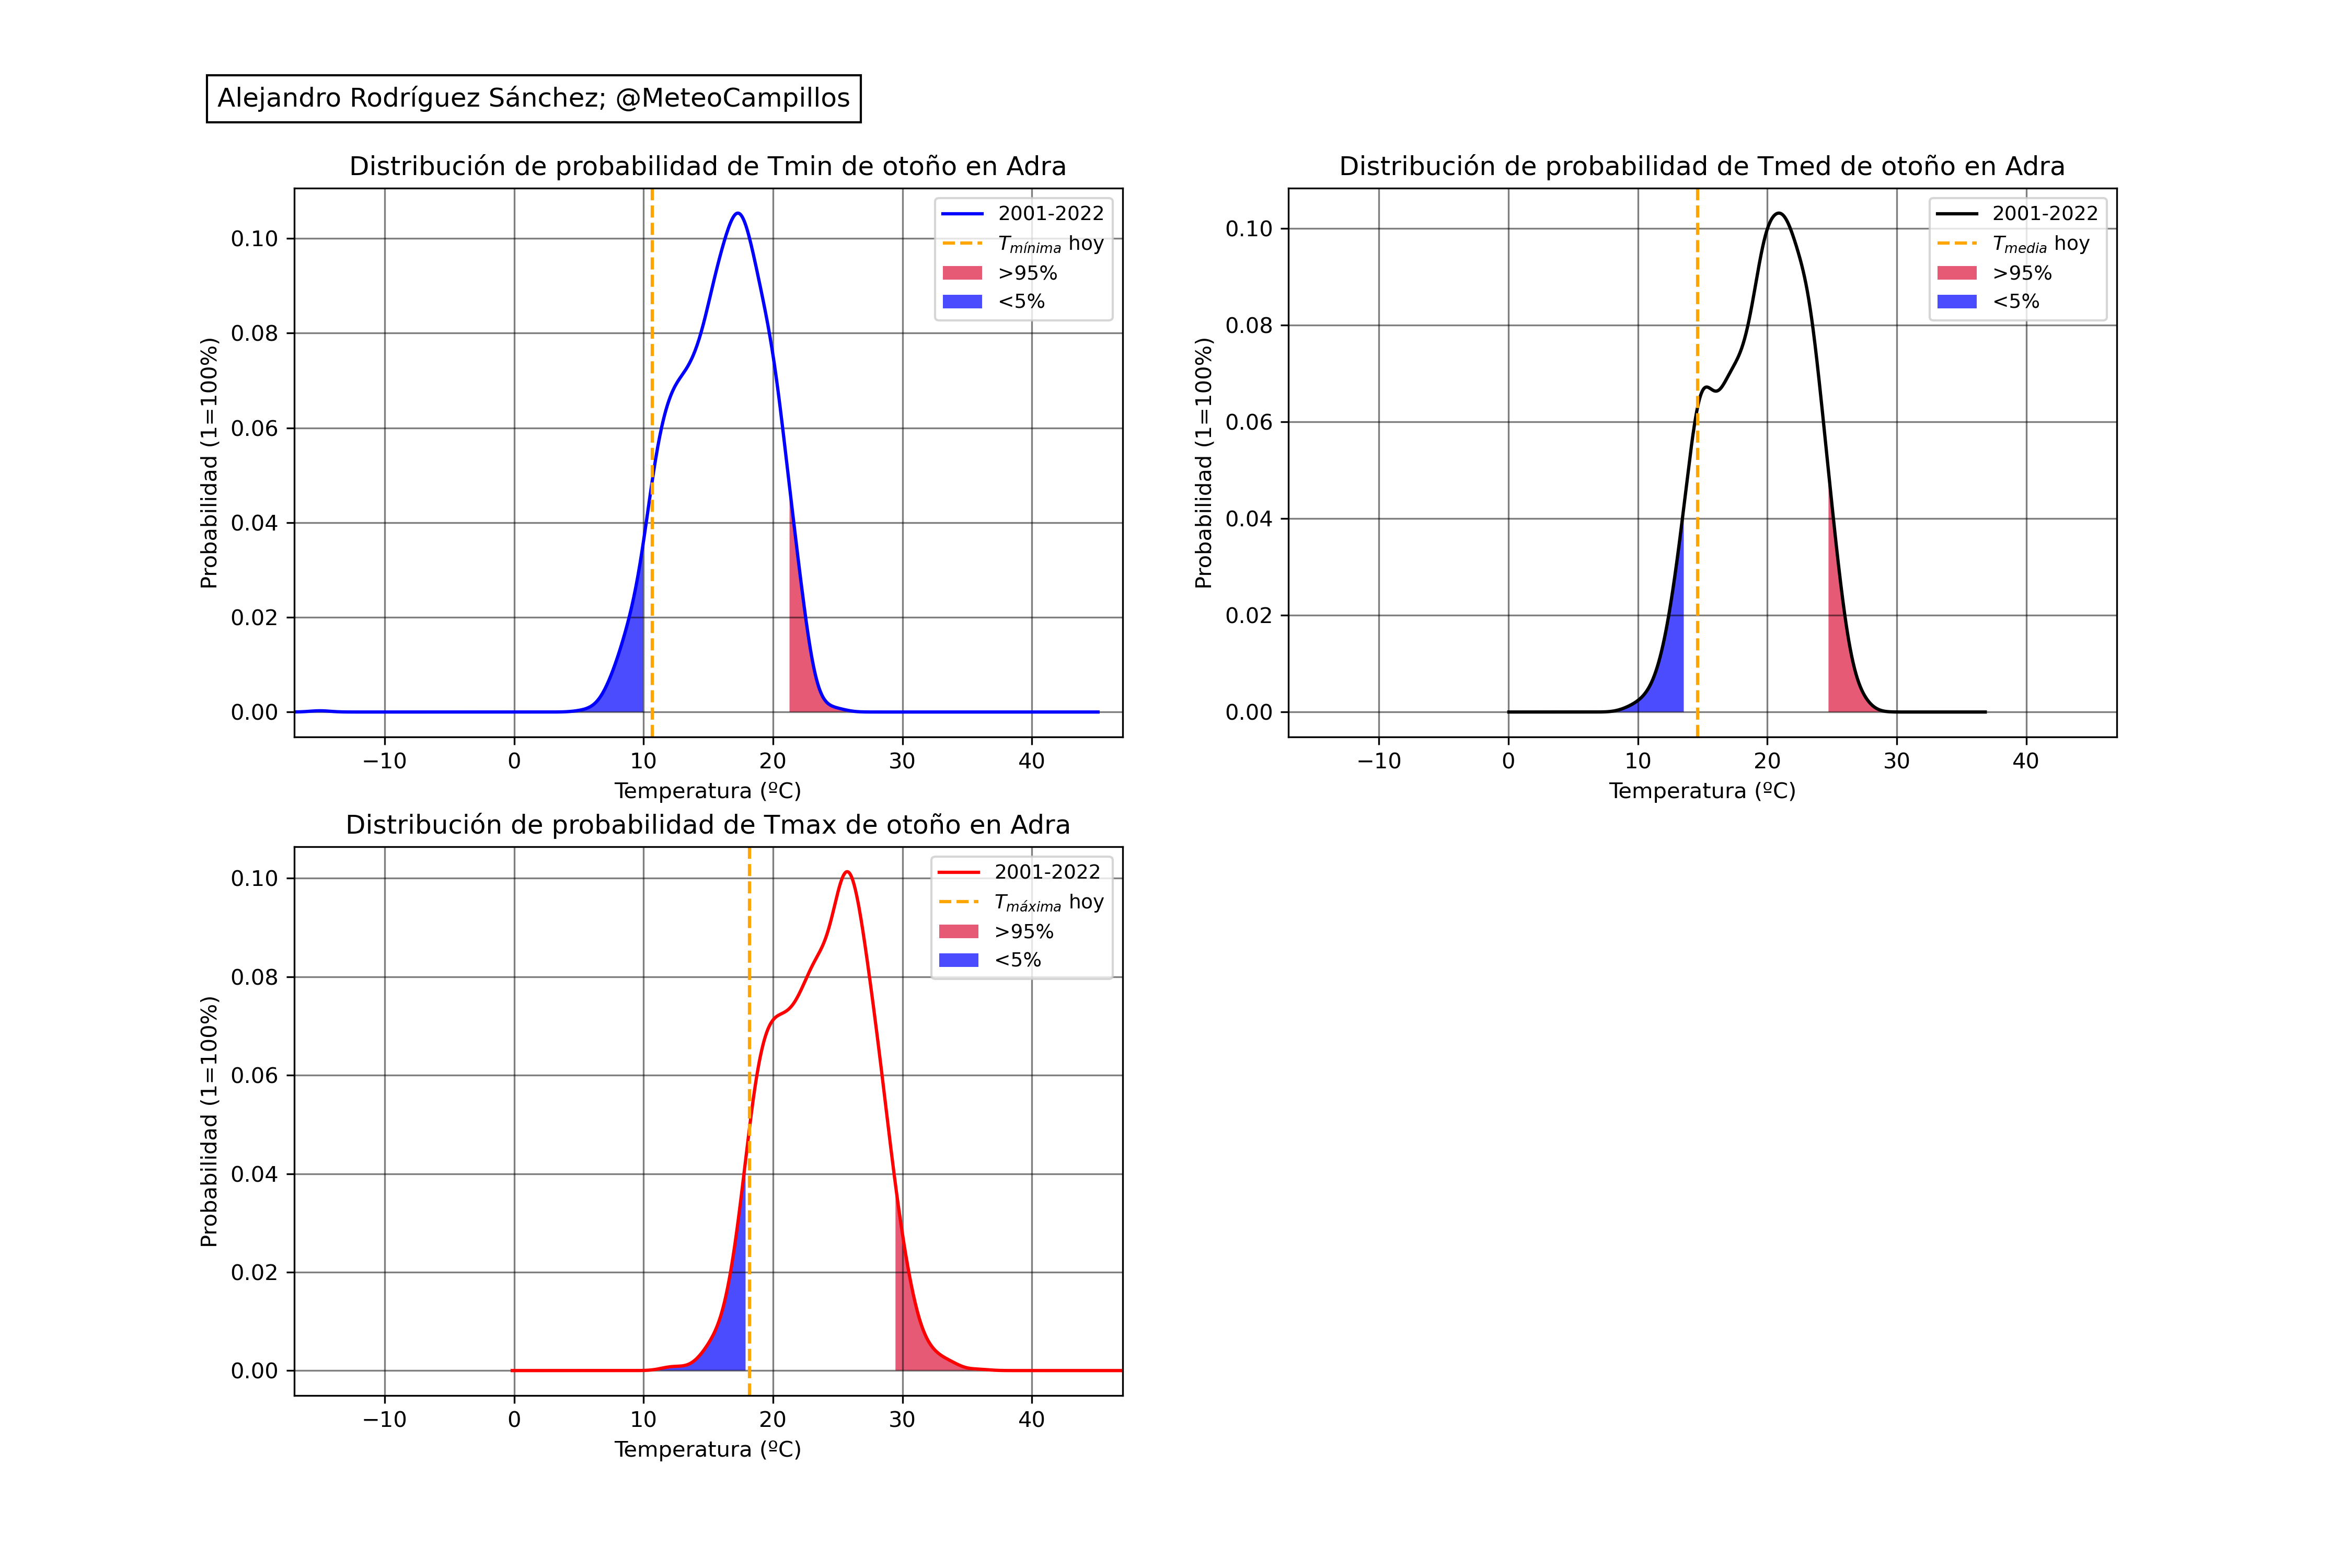 Alejandro Rodríguez Sánchez; @MeteoCampillos
Distribución de probabilidad de Tmin de otoño en Adra
Probabilidad (1=100%)
0.10
0.08
0.06
0.04
0.02
0.00
−10 0 10 20 30 40
Temperatura (ºC)
2001-2022
Tmínima hoy
>95%
<5%
Distribución de probabilidad de Tmed de otoño en Adra
Probabilidad (1=100%)
0.10
0.08
0.06
0.04
0.02
0.00
−10 0 10 20 30 40
Temperatura (ºC)
2001-2022
Tmedia hoy
>95%
<5%
Distribución de probabilidad de Tmax de otoño en Adra
Probabilidad (1=100%)
0.10
0.08
0.06
0.04
0.02
0.00
−10 0 10 20 30 40
Temperatura (ºC)
2001-2022
Tmáxima hoy
>95%
<5%